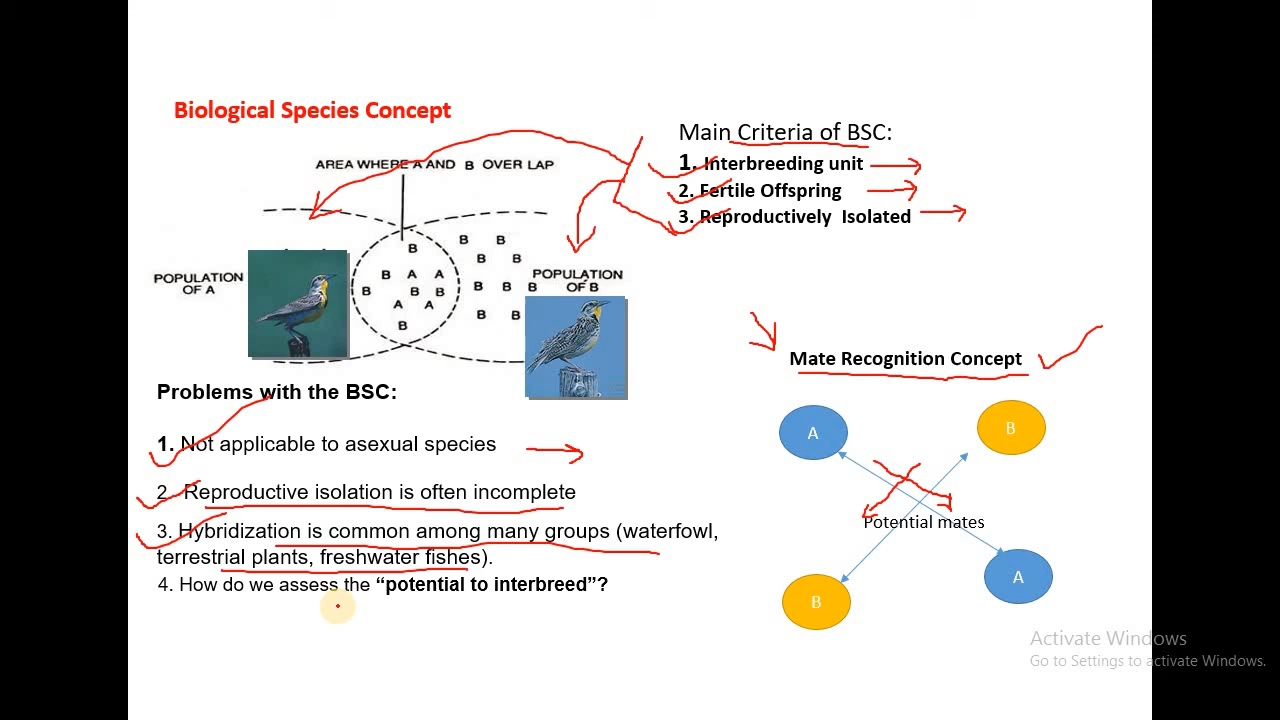 Biological Species Concept
AREA WHERE A AND B OVER LAP
B
B B
B B
B A A
B B B
B B B
A A
B B
B
POPULATION
OF A
POPULATION
OF B
Main Criteria of BSC:
1. Interbreeding unit
2. Fertile Offspring
3. Reproductively Isolated
Problems with the BSC:
1. Not applicable to asexual species
2. Reproductive isolation is often incomplete
3. Hybridization is common among many groups (waterfowl,
terrestrial plants, freshwater fishes).
4. How do we assess the “potential to interbreed”?
Mate Recognition Concept
A
B
Potential mates
B
A
Activate Windows
Go to Settings to activate Windows.